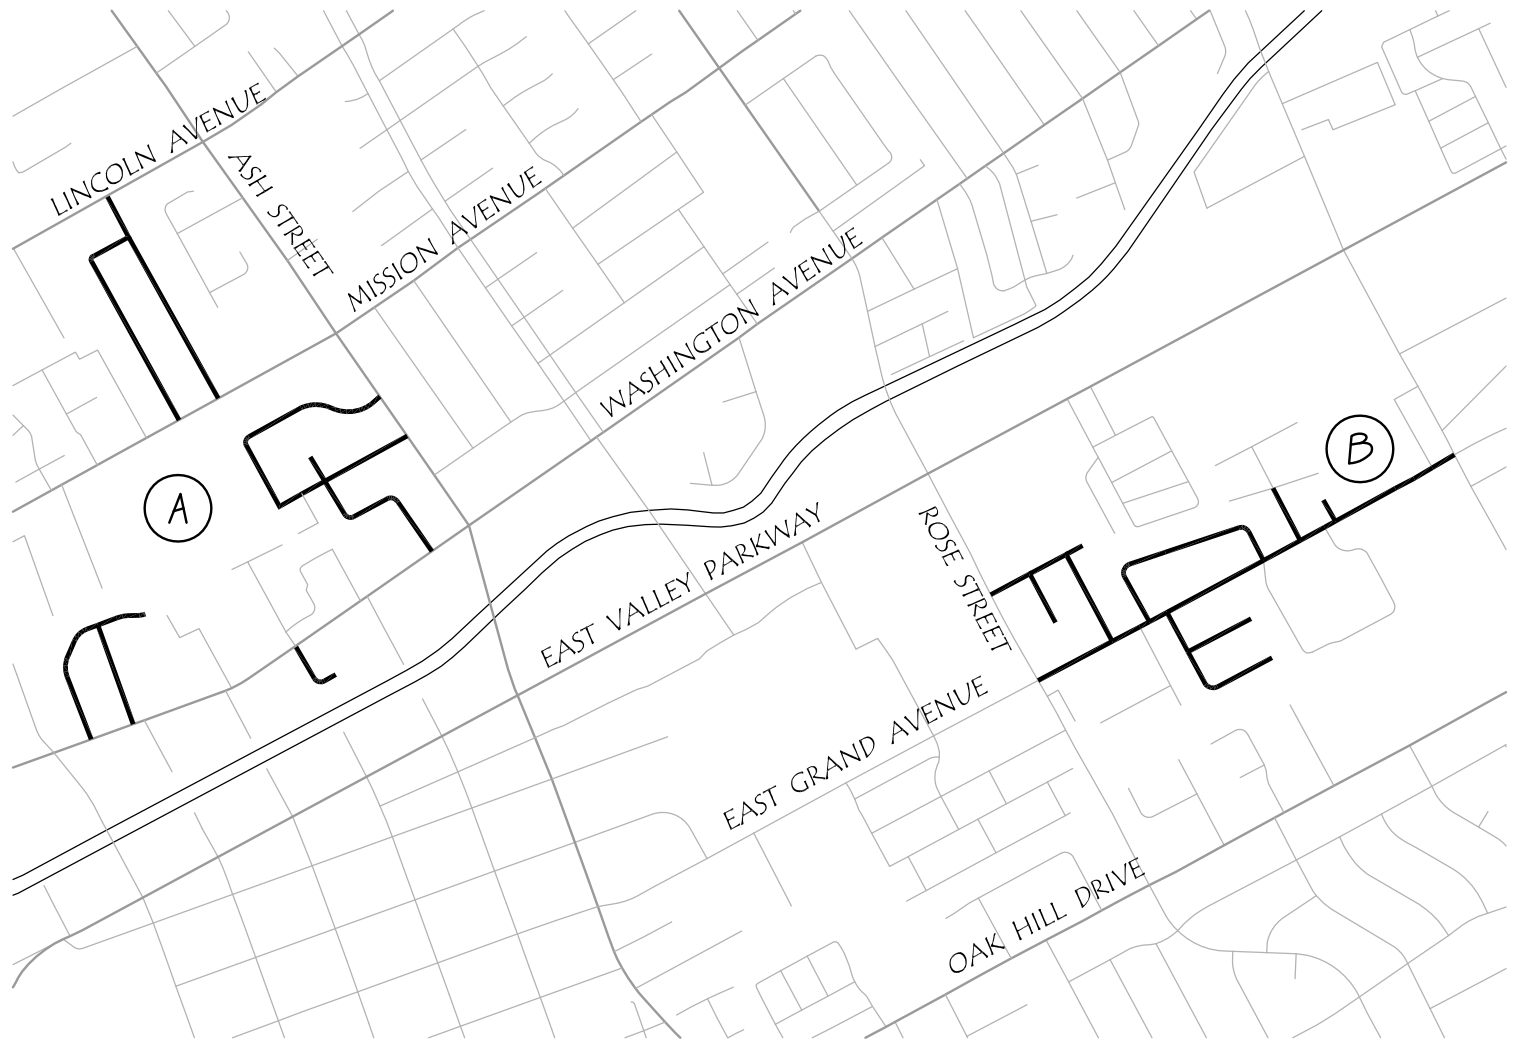 LINCOLN AVENUE
ASH STREET
MISSION AVENUE
WASHINGTON AVENUE
A
B
EAST VALLEY PARKWAY
ROSE STREET
EAST GRAND AVENUE
OAK HILL DRIVE